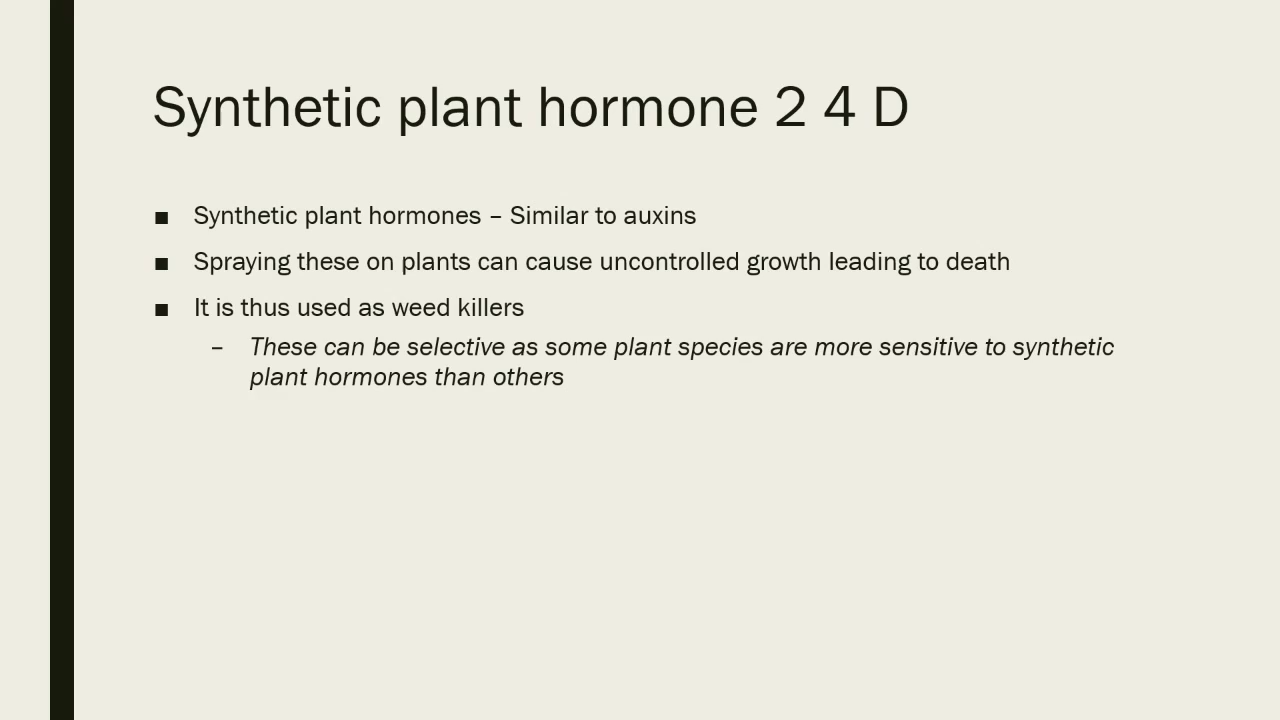 Synthetic plant hormone 2 4 D
■ Synthetic plant hormones – Similar to auxins
■ Spraying these on plants can cause uncontrolled growth leading to death
■ It is thus used as weed killers
– These can be selective as some plant species are more sensitive to synthetic
plant hormones than others